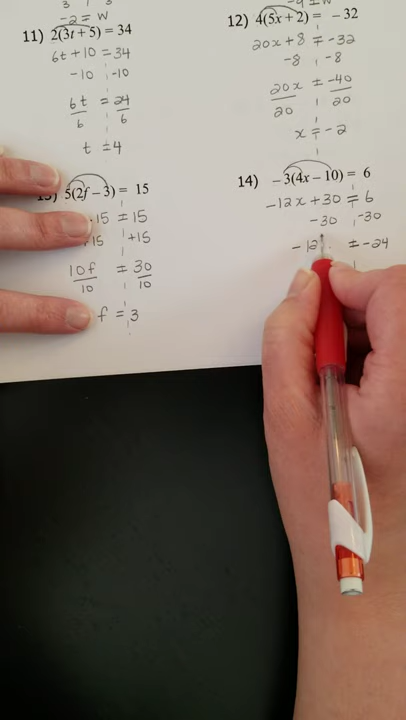 -2 = w
11) 2(3t + 5) = 34
6t + 10 = 34
-10 -10
6t = 24
6 6
t = 4
12) 4(5x + 2) = -32
20x + 8 = -32
-8 -8
20x = -40
20 20
x = -2
5(2f - 3) = 15
15 = 15
+15 +15
10f = 30
10 10
f = 3
14) -3(4x - 10) = 6
-12x + 30 = 6
-30 -30
-12 = -24